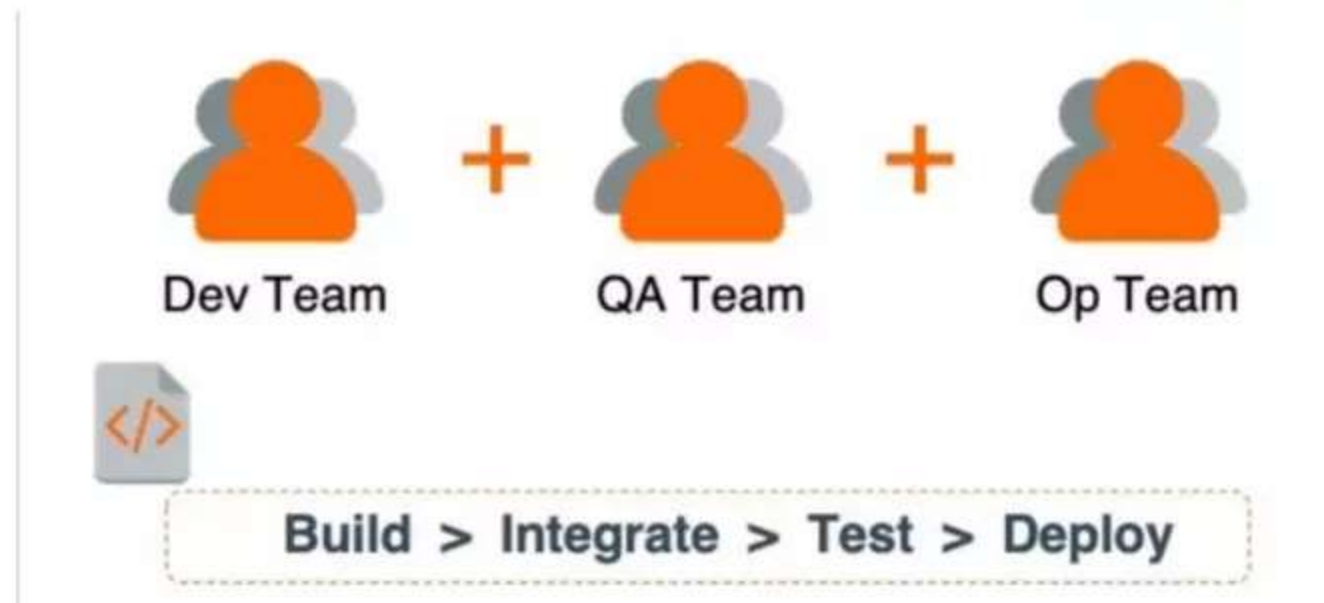 Dev Team + QA Team + Op Team
</>
Build > Integrate > Test > Deploy